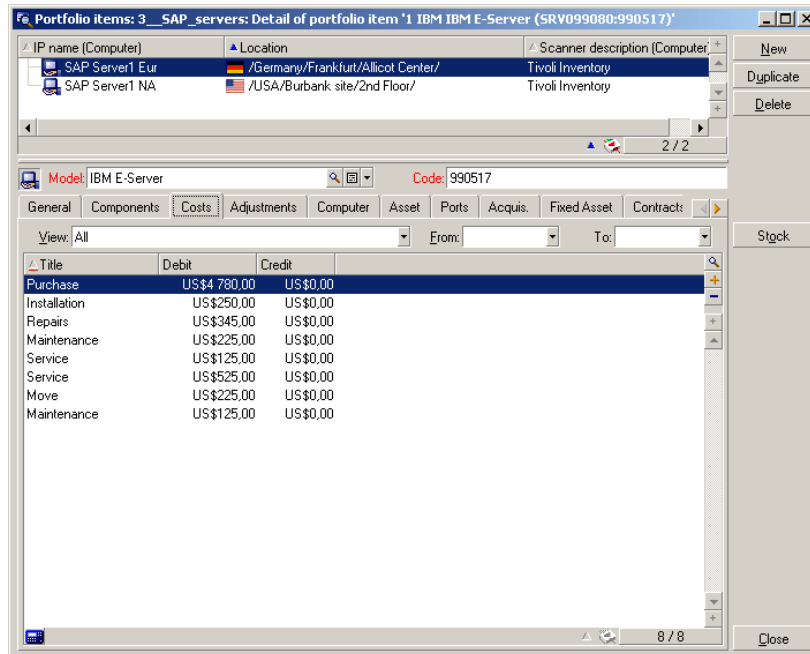 Portfolio items: 3__SAP_servers: Detail of portfolio item '1 IBM IBM E-Server (SRV099080:990517)'
IP name (Computer) Location Scanner description (Computer
SAP Server1 Eur /Germany/Frankfurt/Allicot Center/ Tivoli Inventory
SAP Server1 NA /USA/Burbank site/2nd Floor/ Tivoli Inventory
2 / 2
New
Duplicate
Delete
Model: IBM E-Server Code: 990517
General Components Costs Adjustments Computer Asset Ports Acquis. Fixed Asset Contracts
View: All From: To:
Stock
Title Debit Credit
Purchase US$4 780,00 US$0,00
Installation US$250,00 US$0,00
Repairs US$345,00 US$0,00
Maintenance US$225,00 US$0,00
Service US$125,00 US$0,00
Service US$525,00 US$0,00
Move US$225,00 US$0,00
Maintenance US$125,00 US$0,00
8 / 8
Close